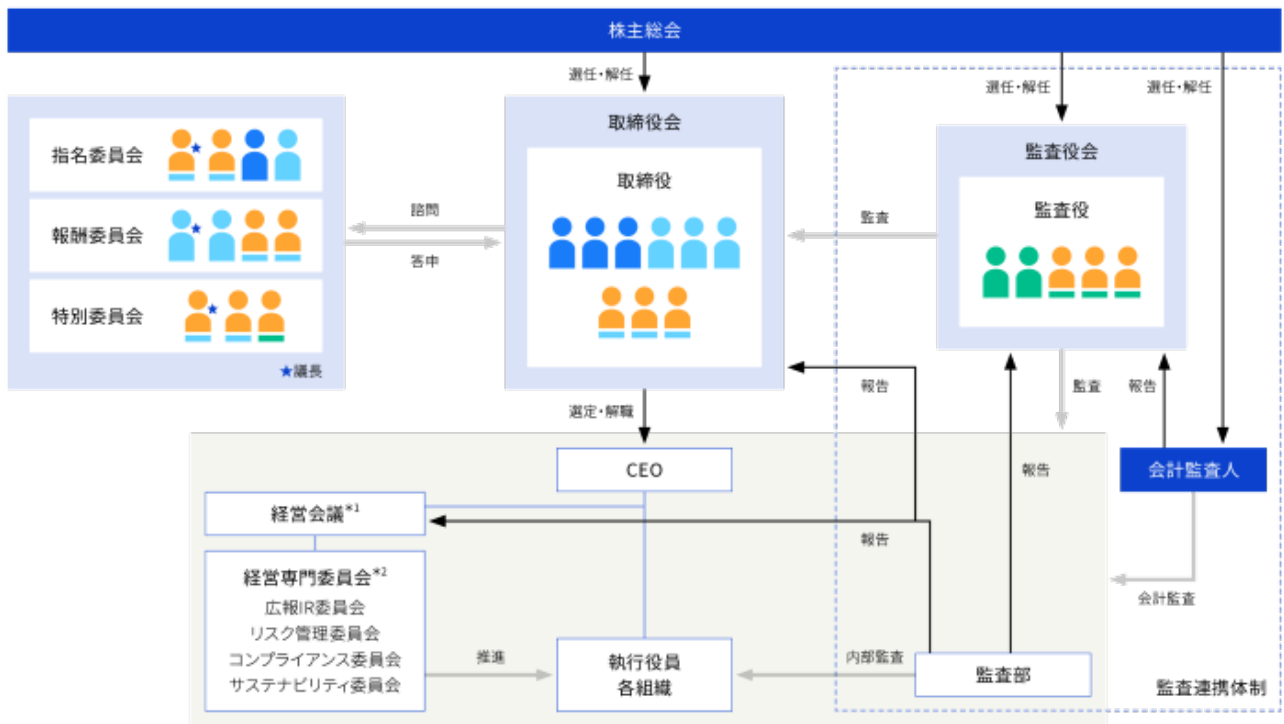 株主総会
選任・解任
選任・解任
選任・解任
指名委員会
報酬委員会
特別委員会
★議長
諮問
答申
取締役会
取締役
監査
監査役会
監査役
選定・解職
報告
監査
報告
報告
CEO
会計監査人
経営会議*1
報告
経営専門委員会*2
広報IR委員会
リスク管理委員会
コンプライアンス委員会
サステナビリティ委員会
推進
執行役員
各組織
内部監査
監査部
会計監査
監査連携体制